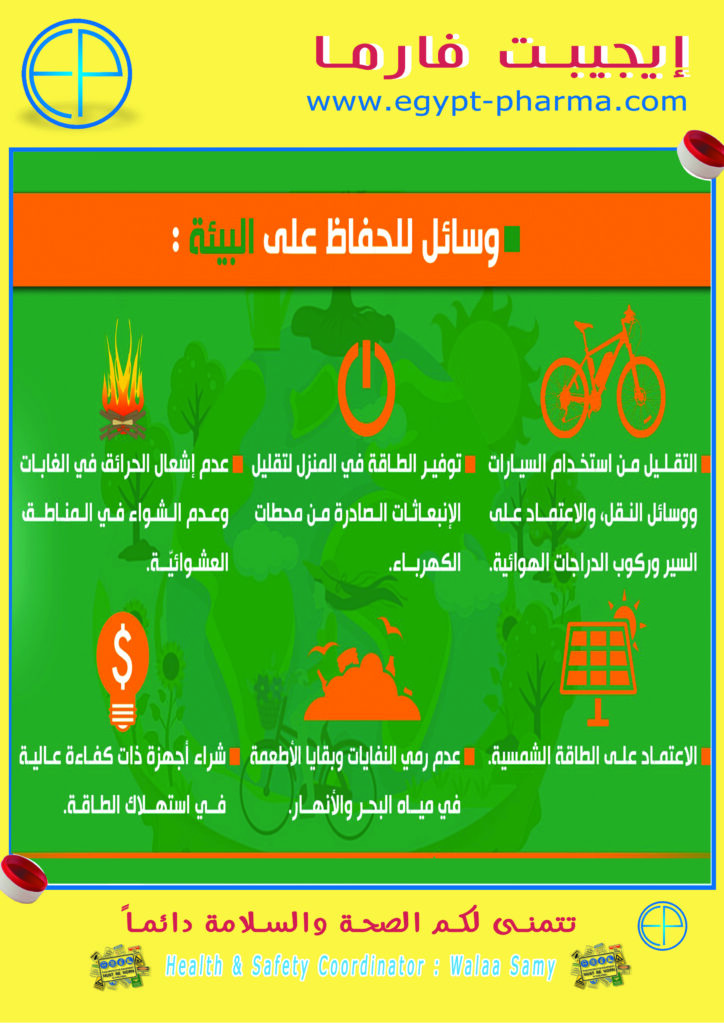 إيجيبت فارما
www.egypt-pharma.com
وسائل للحفاظ على البيئة :
التقليل من استخدام السيارات
ووسائل النقل، والاعتماد على
السير وركوب الدراجات الهوائية.
توفير الطاقة في المنزل لتقليل
الإنبعاثات الصادرة من محطات
الكهرباء.
عدم إشعال الحرائق في الغابات
وعدم الشواء في المناطق
العشوائيّة.
الاعتماد على الطاقة الشمسية.
عدم رمي النفايات وبقايا الأطعمة
في مياه البحر والأنهار.
$
شراء أجهزة ذات كفاءة عالية
في استهلاك الطاقة.
تتمنى لكم الصحة والسلامة دائماً
Health & Safety Coordinator : Walaa Samy